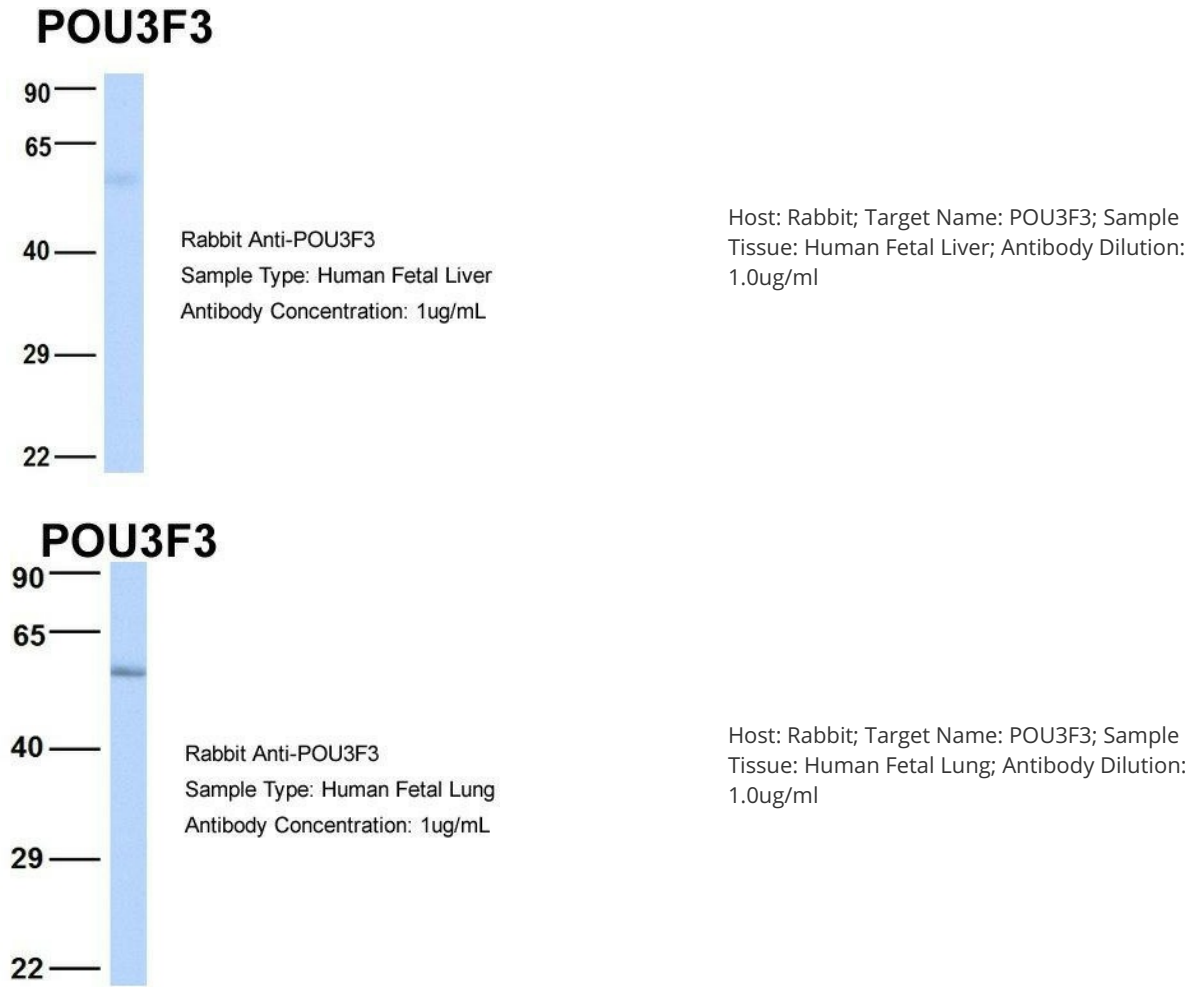 POU3F3
90
65
40
29
22
Rabbit Anti-POU3F3
Sample Type: Human Fetal Liver
Antibody Concentration: 1ug/mL
Host: Rabbit; Target Name: POU3F3; Sample
Tissue: Human Fetal Liver; Antibody Dilution:
1.0ug/ml
POU3F3
90
65
40
29
22
Rabbit Anti-POU3F3
Sample Type: Human Fetal Lung
Antibody Concentration: 1ug/mL
Host: Rabbit; Target Name: POU3F3; Sample
Tissue: Human Fetal Lung; Antibody Dilution:
1.0ug/ml